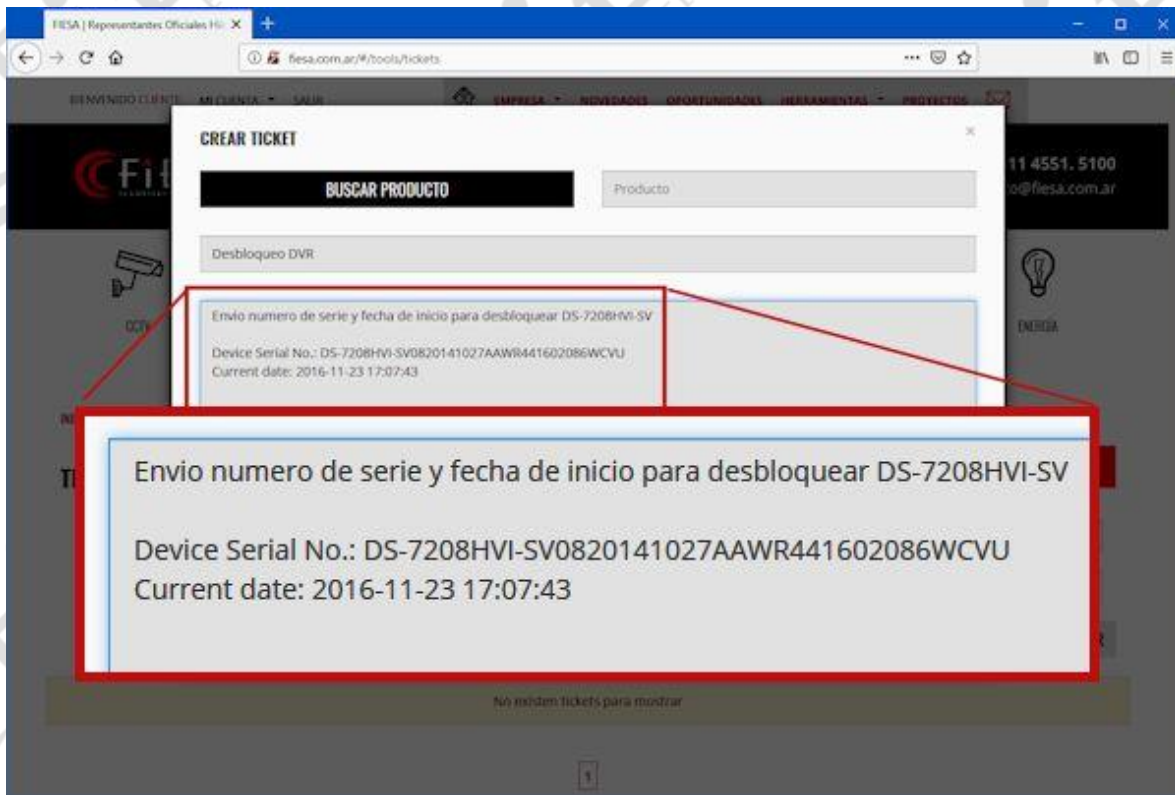 FIESA | Representantes Oficiales Hi
fiesa.com.ar/#/tools/tickets
BIENVENIDO CLIENTE MI CUENTA SALIR EMPRESA NOVEDADES OPORTUNIDADES HERRAMIENTAS PROYECTOS
CREAR TICKET
BUSCAR PRODUCTO
Producto
11 4551. 5100
o@fiesa.com.ar
Desbloqueo DVR
CCTV
ENERGÍA
Envio numero de serie y fecha de inicio para desbloquear DS-7208HVI-SV
Device Serial No.: DS-7208HVI-SV0820141027AAWR441602086WCVU
Current date: 2016-11-23 17:07:43
Envio numero de serie y fecha de inicio para desbloquear DS-7208HVI-SV
Device Serial No.: DS-7208HVI-SV0820141027AAWR441602086WCVU
Current date: 2016-11-23 17:07:43
No existen tickets para mostrar
1